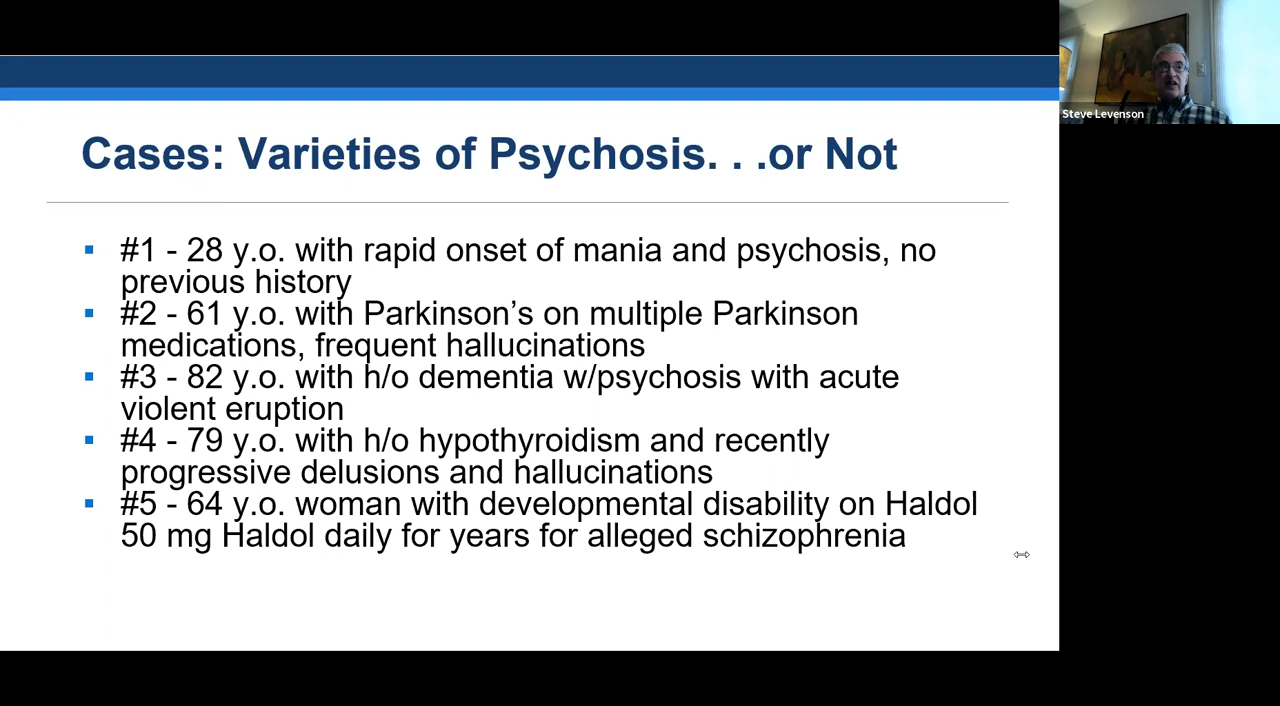 Steve Levenson
Cases: Varieties of Psychosis. . .or Not
▪ #1 - 28 y.o. with rapid onset of mania and psychosis, no
previous history
▪ #2 - 61 y.o. with Parkinson’s on multiple Parkinson
medications, frequent hallucinations
▪ #3 - 82 y.o. with h/o dementia w/psychosis with acute
violent eruption
▪ #4 - 79 y.o. with h/o hypothyroidism and recently
progressive delusions and hallucinations
▪ #5 - 64 y.o. woman with developmental disability on Haldol
50 mg Haldol daily for years for alleged schizophrenia